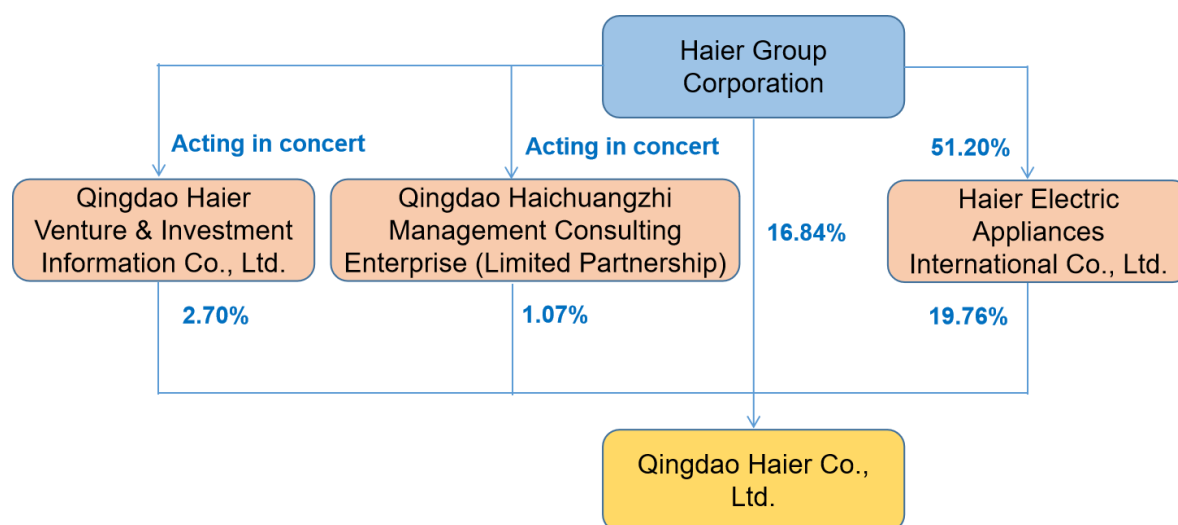 Haier Group
Corporation
Acting in concert
Acting in concert
51.20%
Qingdao Haier
Venture & Investment
Information Co., Ltd.
Qingdao Haichuangzhi
Management Consulting
Enterprise (Limited Partnership)
16.84%
Haier Electric
Appliances
International Co., Ltd.
2.70%
1.07%
19.76%
Qingdao Haier Co.,
Ltd.